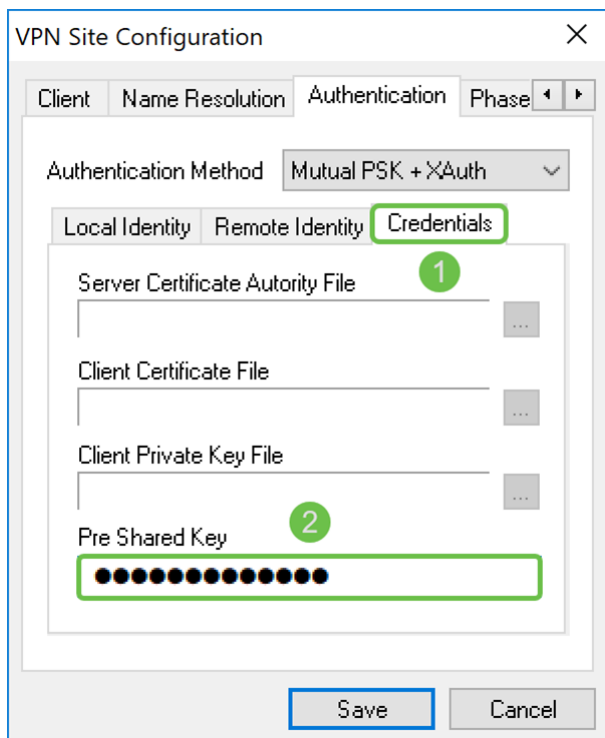 VPN Site Configuration
Client Name Resolution Authentication Phase
Authentication Method Mutual PSK + XAuth
Local Identity Remote Identity Credentials
1
Server Certificate Autority File
...
Client Certificate File
...
Client Private Key File
...
2
Pre Shared Key
●●●●●●●●●●●●●
Save Cancel